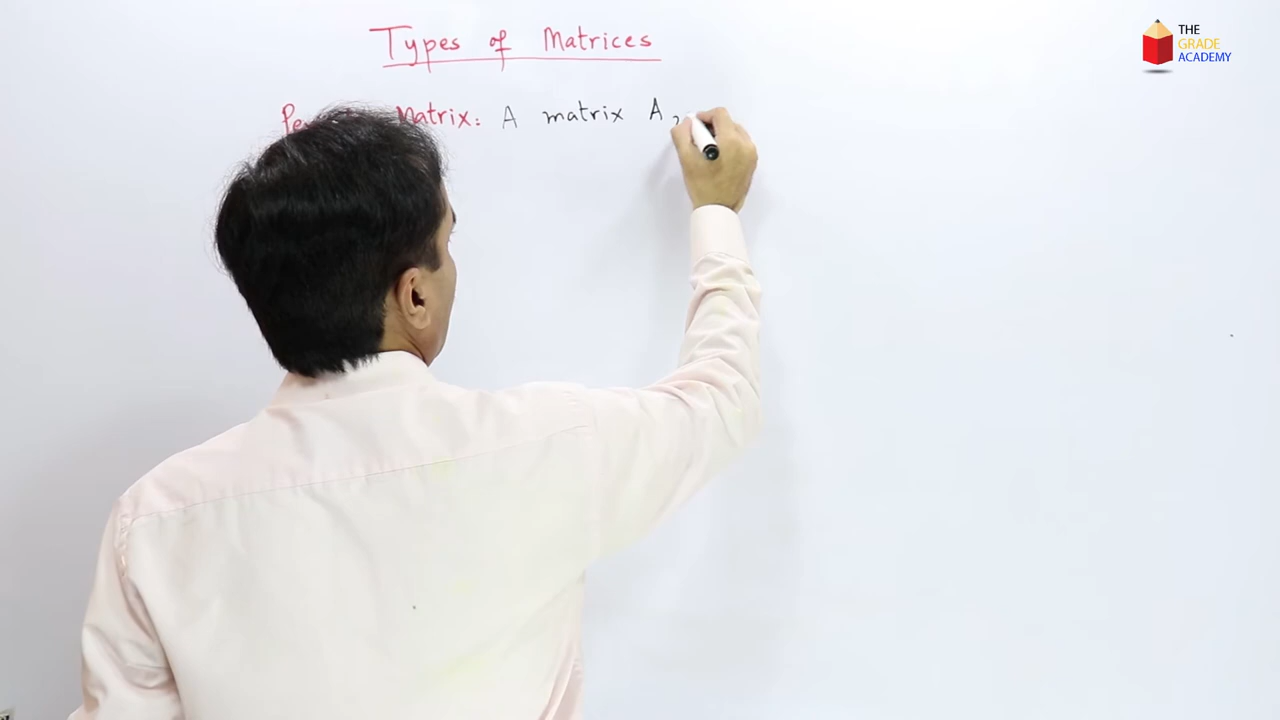 Types of Matrices
Matrix: A matrix A,
THE
GRADE
ACADEMY